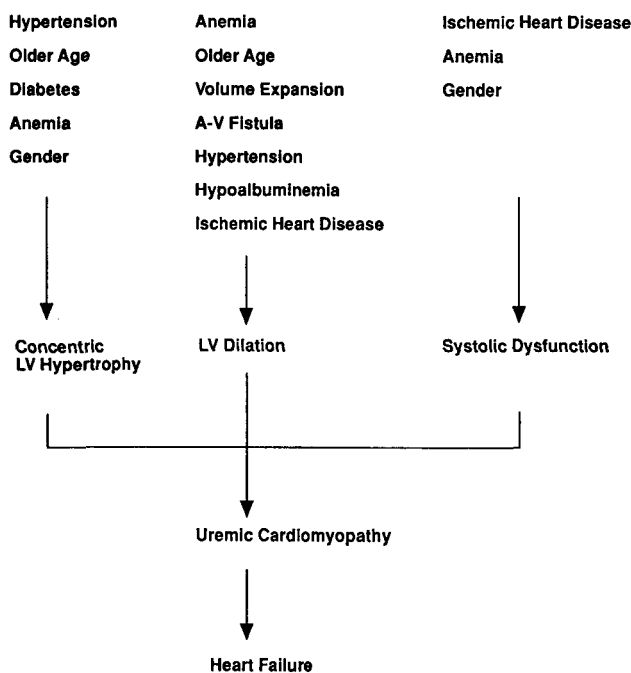 Hypertension
Older Age
Diabetes
Anemia
Gender
Anemia
Older Age
Volume Expansion
A-V Fistula
Hypertension
Hypoalbuminemia
Ischemic Heart Disease
Ischemic Heart Disease
Anemia
Gender
Concentric
LV Hypertrophy
LV Dilation
Systolic Dysfunction
Uremic Cardiomyopathy
Heart Failure